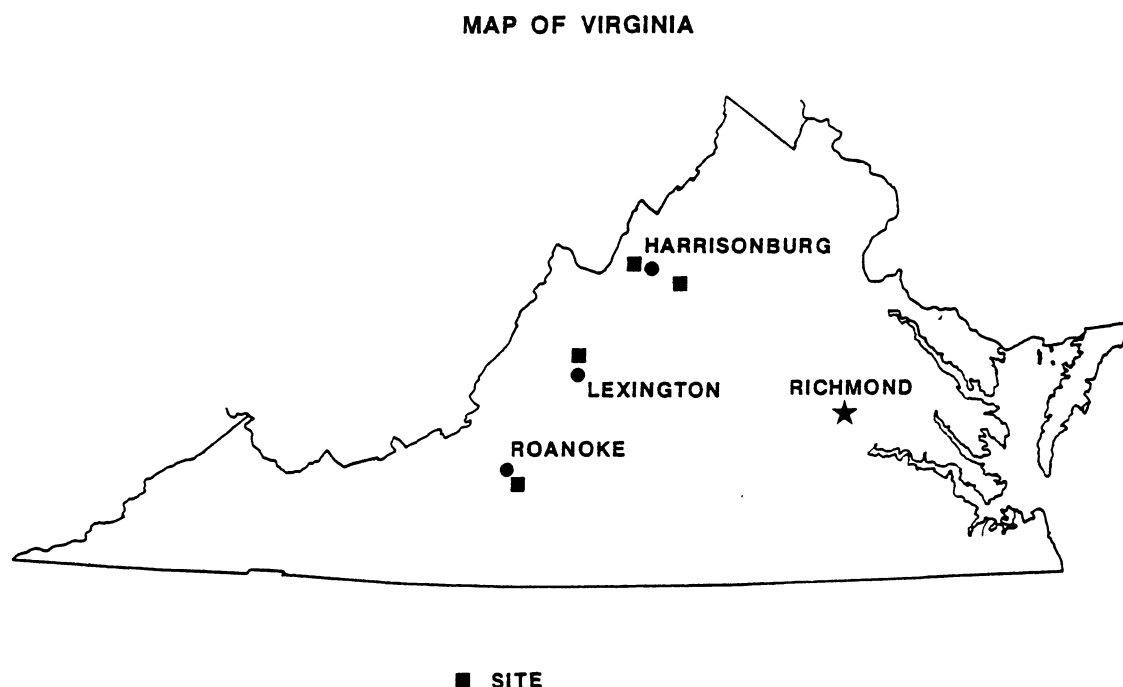 MAP OF VIRGINIA
HARRISONBURG
LEXINGTON
RICHMOND
ROANOKE
SITE